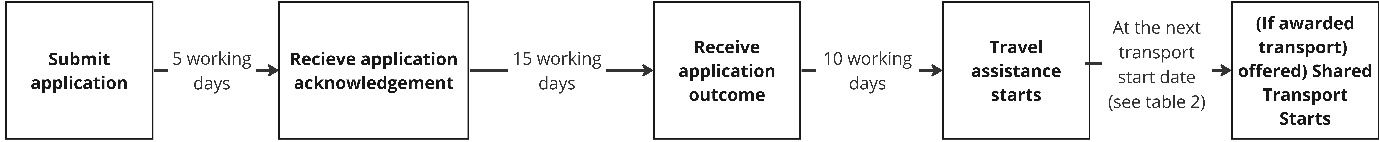 Submit
application
5 working
days
Recieve application
acknowledgement
15 working
days
Receive
application
outcome
10 working
days
Travel
assistance
starts
At the next
transport
start date
(see table 2)
(If awarded
transport)
offered) Shared
Transport
Starts